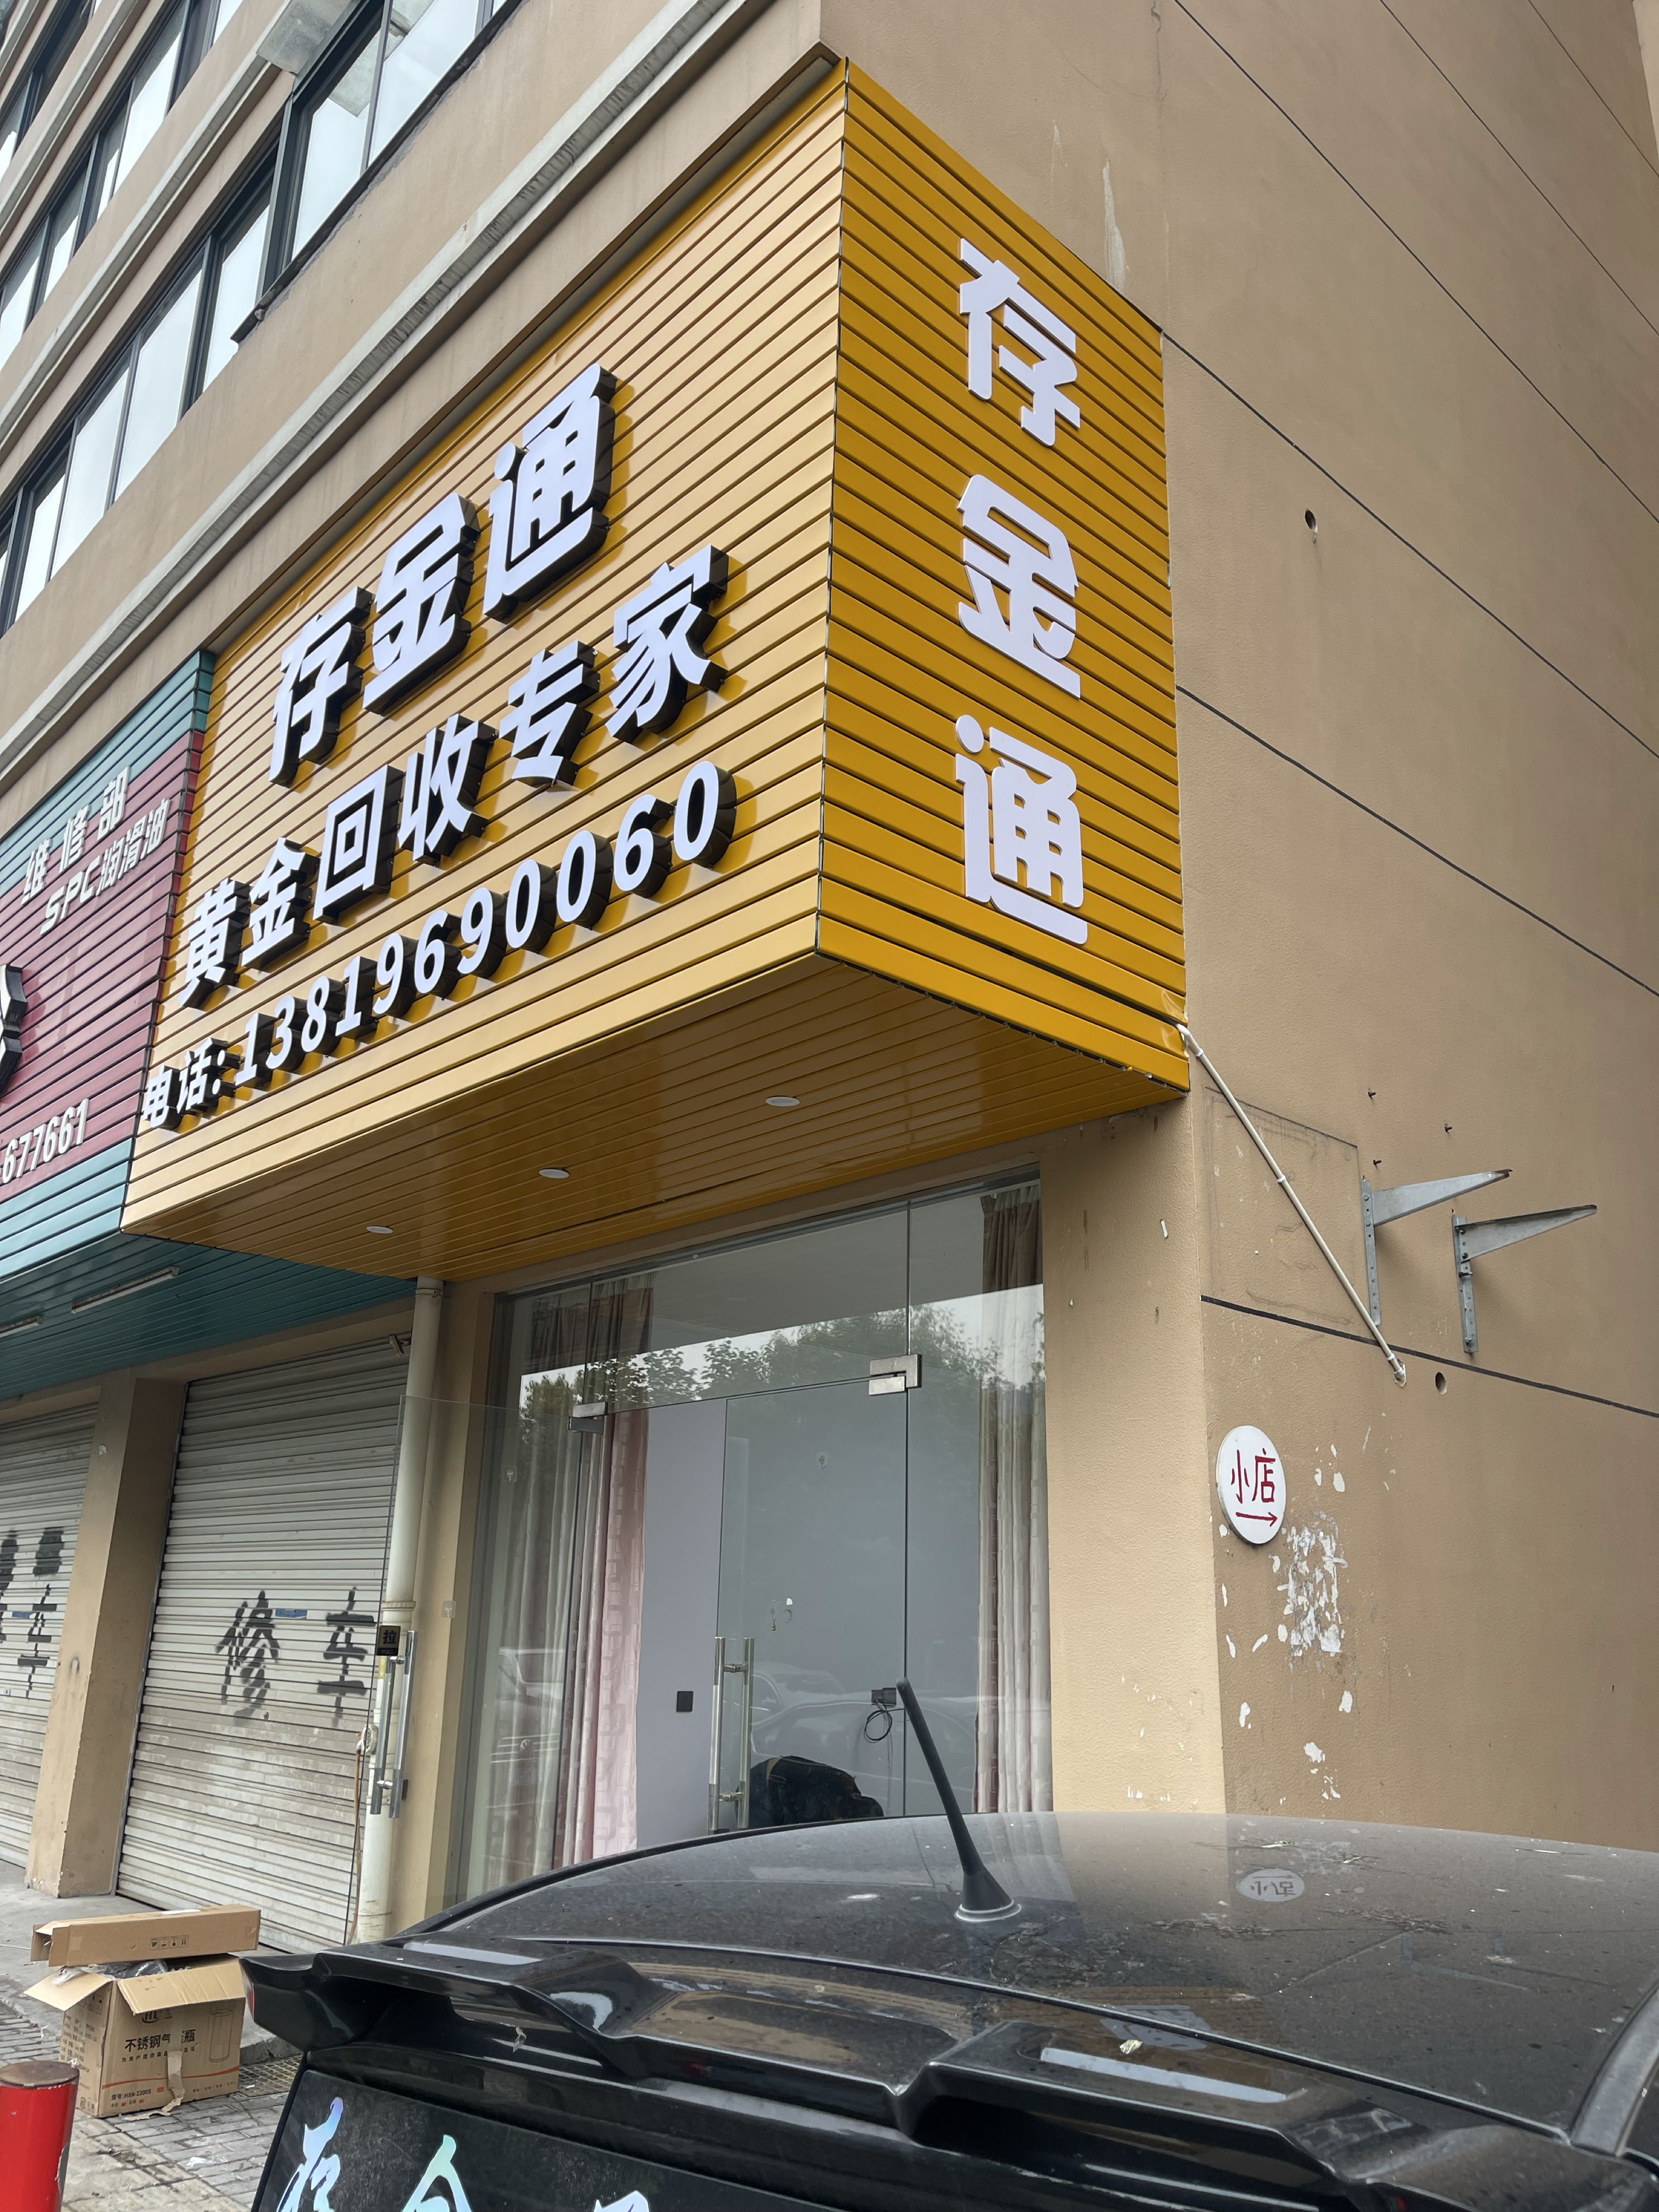 存金通
黄金回收专家
电话:13819690060
存
金
通
维修部
SPC润滑油
677661
小店
修车
车
拉
不锈钢气
瓶